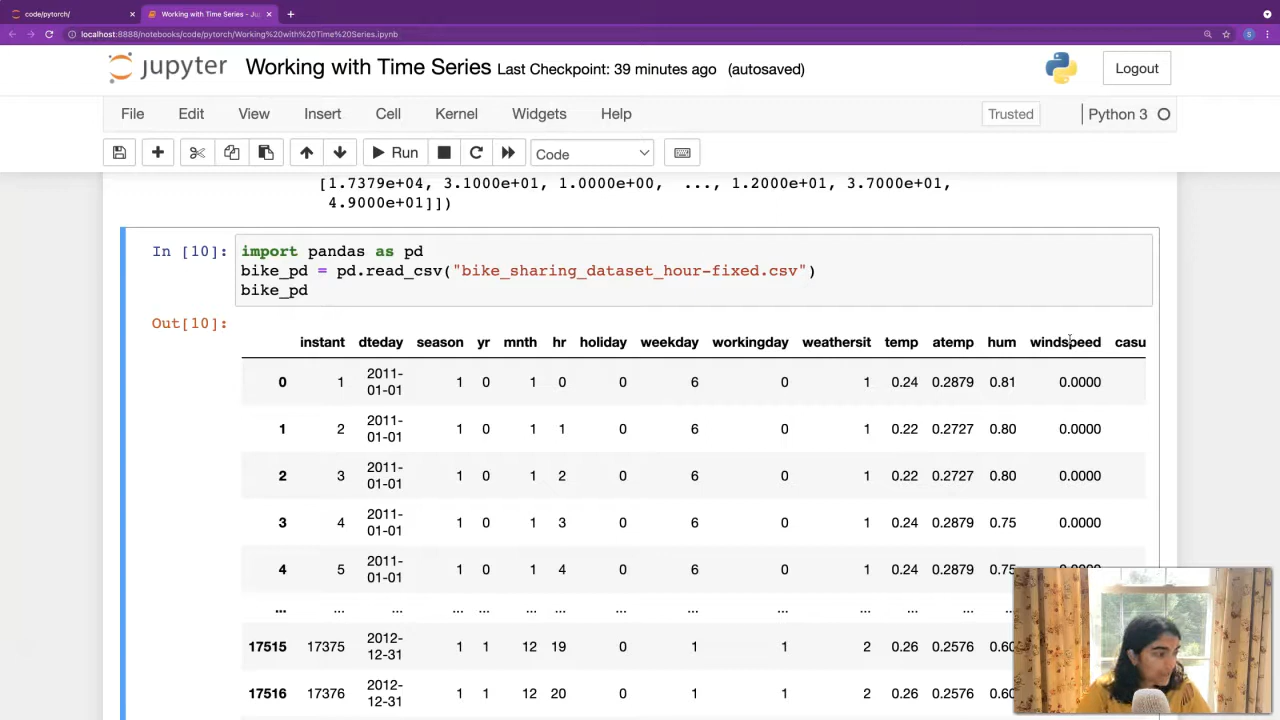 code/pytorch/
Working with Time Series - Ju
localhost:8888/notebooks/code/pytorch/Working%20with%20Time%20Series.ipynb
S
jupyter Working with Time Series Last Checkpoint: 39 minutes ago (autosaved)
Logout
File Edit View Insert Cell Kernel Widgets Help Trusted Python 3
Run Code
[1.7379e+04, 3.1000e+01, 1.0000e+00, ..., 1.2000e+01, 3.7000e+01,
4.9000e+01]])
In [10]: import pandas as pd
bike_pd = pd.read_csv("bike_sharing_dataset_hour-fixed.csv")
bike_pd
Out[10]:
instant dteday season yr mnth hr holiday weekday workingday weathersit temp atemp hum windspeed casu
0 1 2011-01-01 1 0 1 0 0 6 0 1 0.24 0.2879 0.81 0.0000
1 2 2011-01-01 1 0 1 1 0 6 0 1 0.22 0.2727 0.80 0.0000
2 3 2011-01-01 1 0 1 2 0 6 0 1 0.22 0.2727 0.80 0.0000
3 4 2011-01-01 1 0 1 3 0 6 0 1 0.24 0.2879 0.75 0.0000
4 5 2011-01-01 1 0 1 4 0 6 0 1 0.24 0.2879 0.75 0.0000
... ... ... ... ... ... ... ... ... ... ... ... ... ...
17515 17375 2012-12-31 1 1 12 19 0 1 1 2 0.26 0.2576 0.60
17516 17376 2012-12-31 1 1 12 20 0 1 1 2 0.26 0.2576 0.60